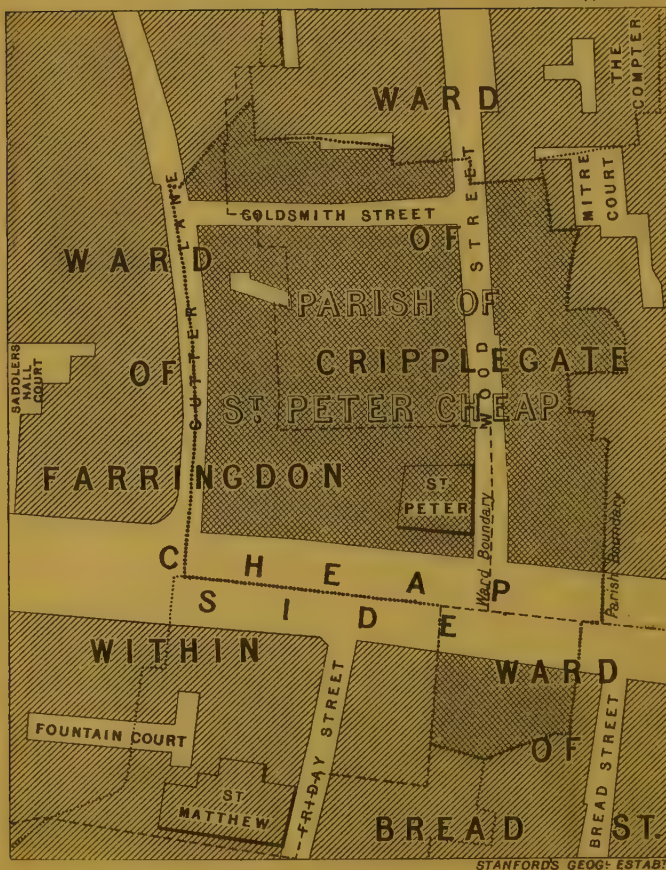 THE COMPTER
WARD
MITRE COURT
CUTTER LANE
GOLDSMITH STREET
OF
WOOD STREET
WARD
PARISH OF
SADDLERS HALL COURT
OF
CRIPPLEGATE
ST. PETER CHEAP
FARRINGDON
ST PETER
Ward Boundary
Parish Boundary
CHEAP
SIDE
WITHIN
WARD
FRIDAY STREET
FOUNTAIN COURT
OF
BREAD STREET
ST MATTHEW
BREAD ST.
STANFORD'S GEOG: ESTAB: